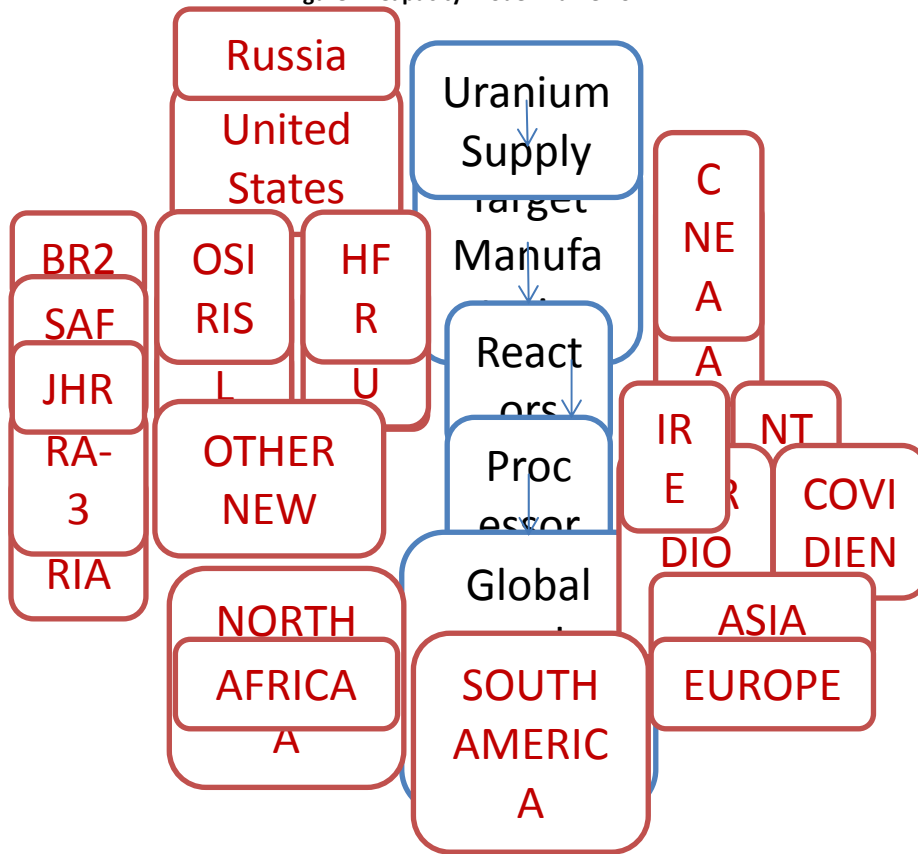 Russia
United
States
Uranium
Supply
Manufa
C
NE
A
A
BR2
SAF
JHR
RA-
3
RIA
OSI
RIS
L
HF
R
U
OTHER
NEW
React
ors
Proc
essor
IR
E
NT
R
DIO
COVI
DIEN
Global
NORTH
AFRICA
A
SOUTH
AMERIC
A
ASIA
EUROPE